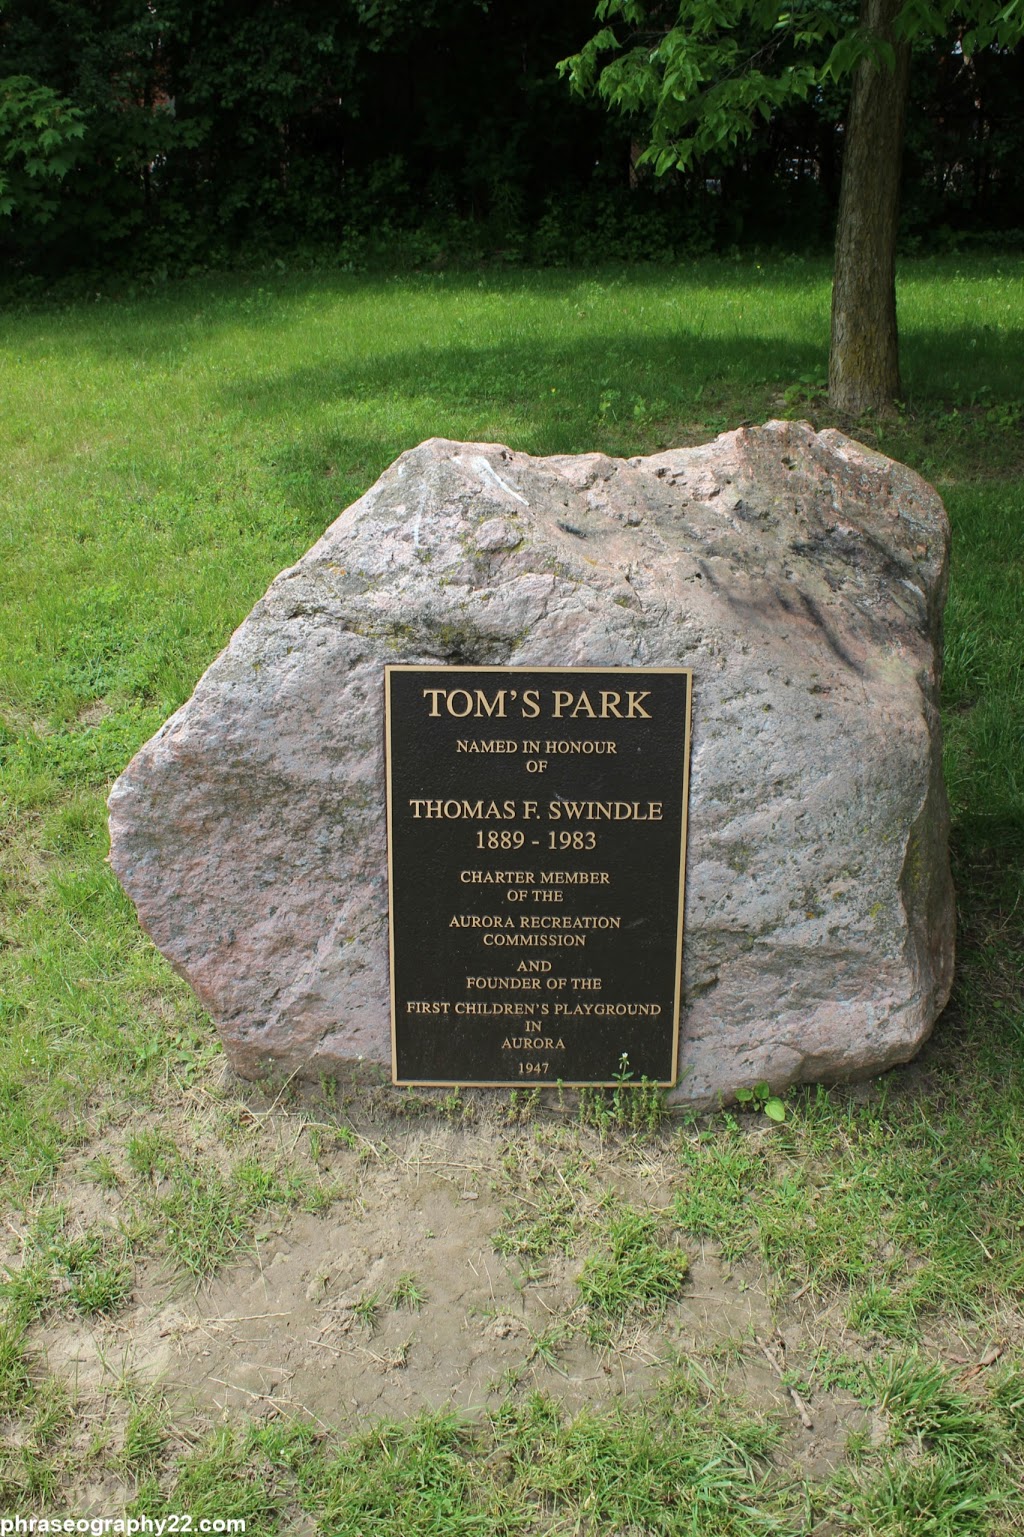 TOM'S PARK
NAMED IN HONOUR
OF
THOMAS F. SWINDLE
1889 - 1983
CHARTER MEMBER
OF THE
AURORA RECREATION
COMMISSION
AND
FOUNDER OF THE
FIRST CHILDREN'S PLAYGROUND
IN
AURORA
1947
phraseography22.com